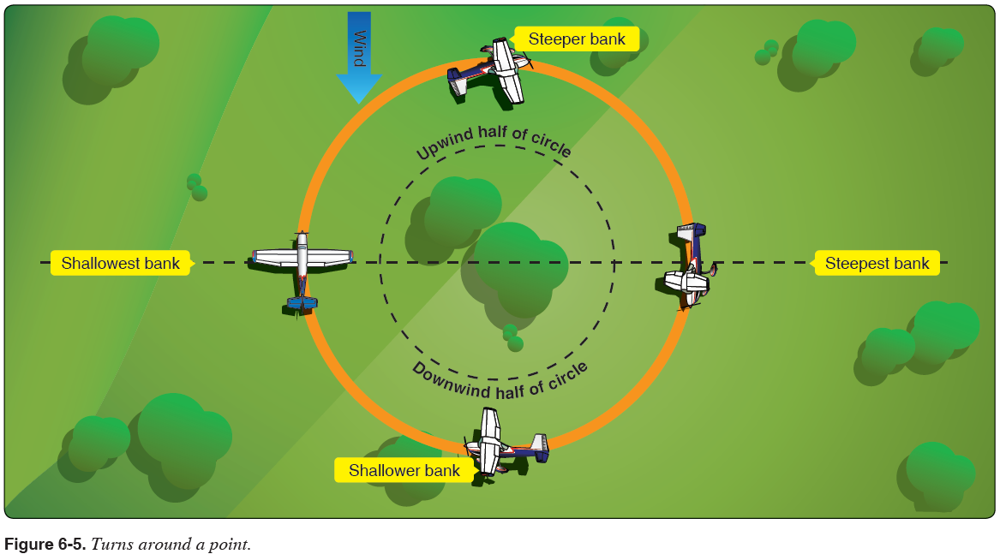 Steeper bank
Wind
Upwind half of circle
Shallowest bank
Steepest bank
Downwind half of circle
Shallower bank
Figure 6-5. Turns around a point.